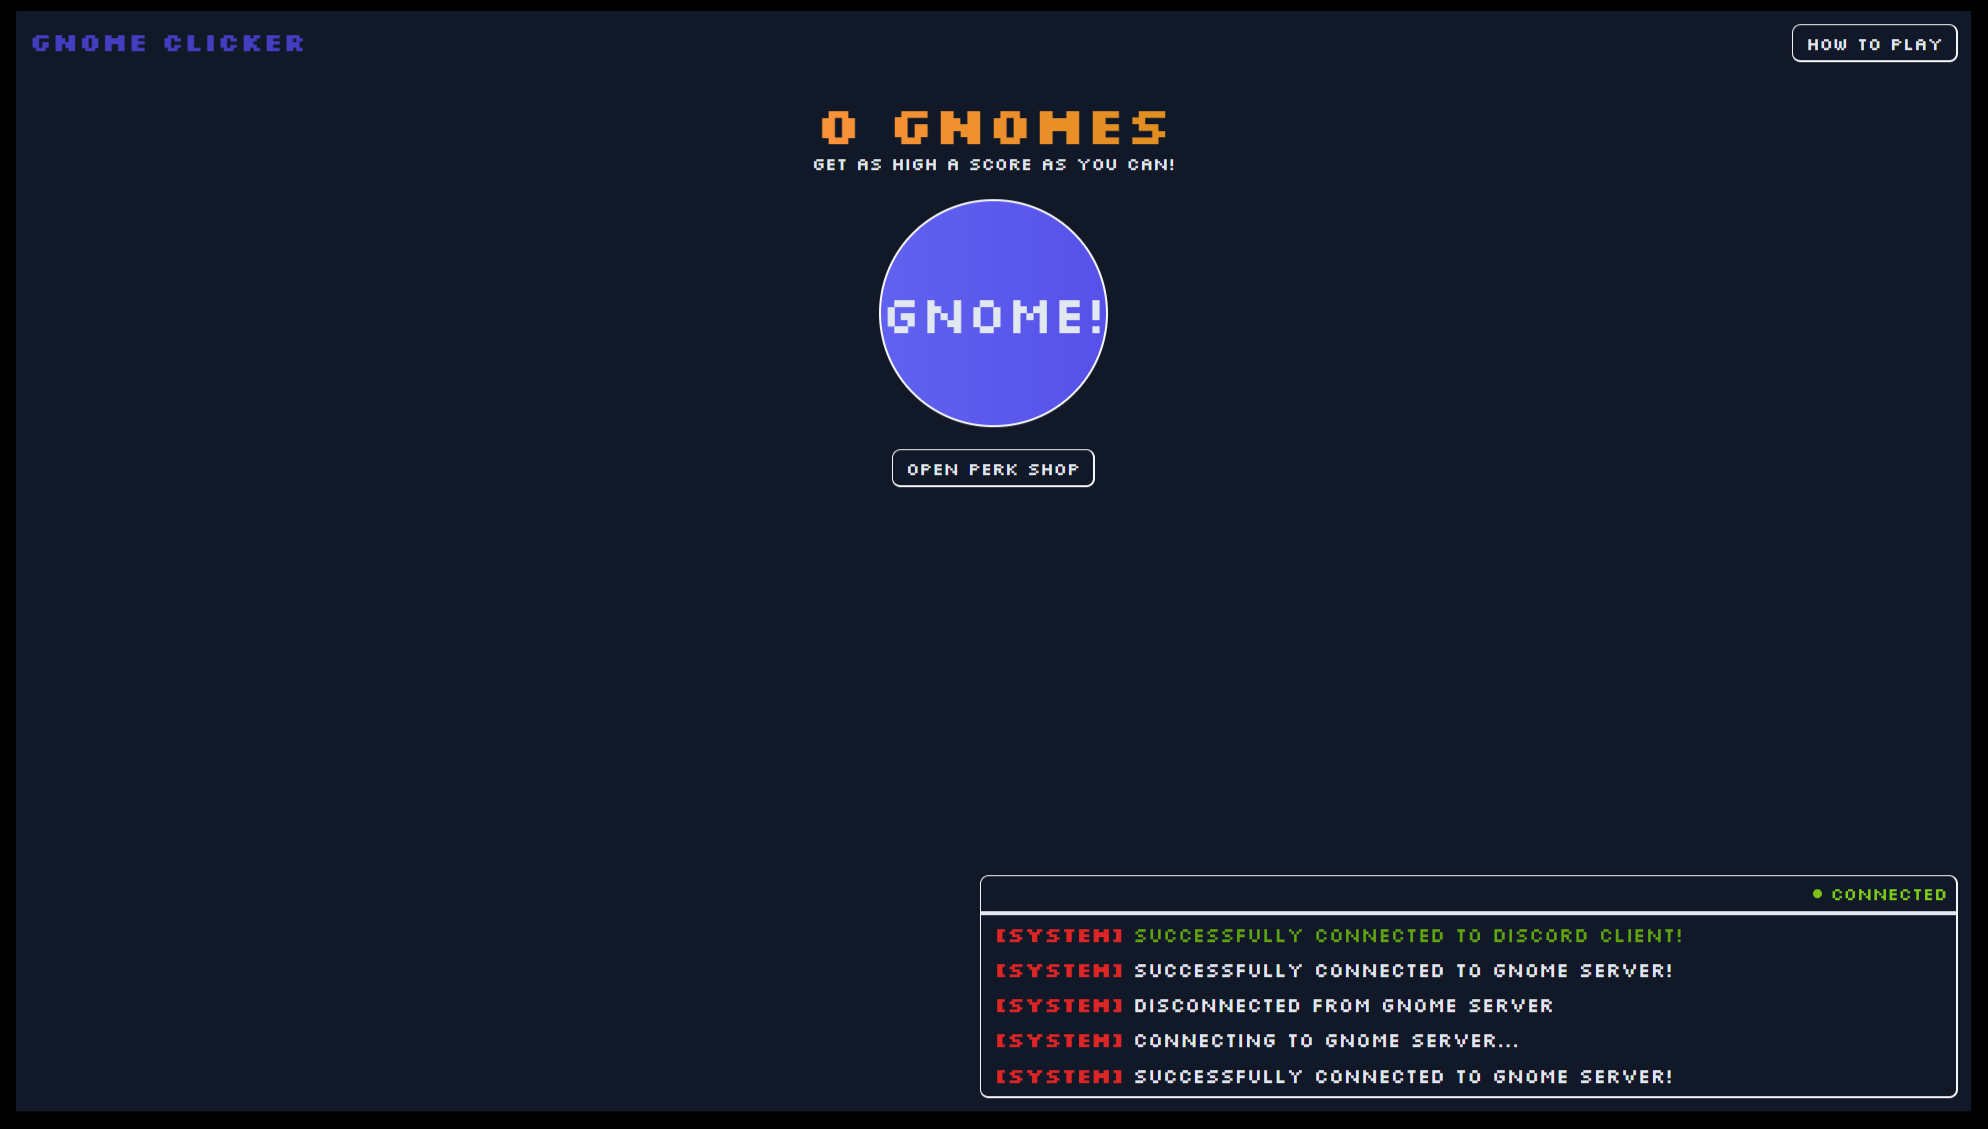 GNOME CLICKER
HOW TO PLAY
0 GNOMES
GET AS HIGH A SCORE AS YOU CAN!
GNOME!
OPEN PERK SHOP
CONNECTED
[SYSTEM] SUCCESSFULLY CONNECTED TO DISCORD CLIENT!
[SYSTEM] SUCCESSFULLY CONNECTED TO GNOME SERVER!
[SYSTEM] DISCONNECTED FROM GNOME SERVER
[SYSTEM] CONNECTING TO GNOME SERVER...
[SYSTEM] SUCCESSFULLY CONNECTED TO GNOME SERVER!